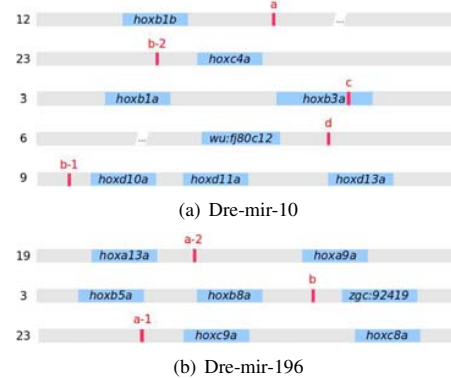 a
12 hoxb1b ...
b-2
23 hoxc4a
c
3 hoxb1a hoxb3a
d
6 ... wu:fj80c12
b-1
9 hoxd10a hoxd11a hoxd13a
(a) Dre-mir-10
a-2
19 hoxa13a hoxa9a
b
3 hoxb5a hoxb8a zgc:92419
a-1
23 hoxc9a hoxc8a
(b) Dre-mir-196